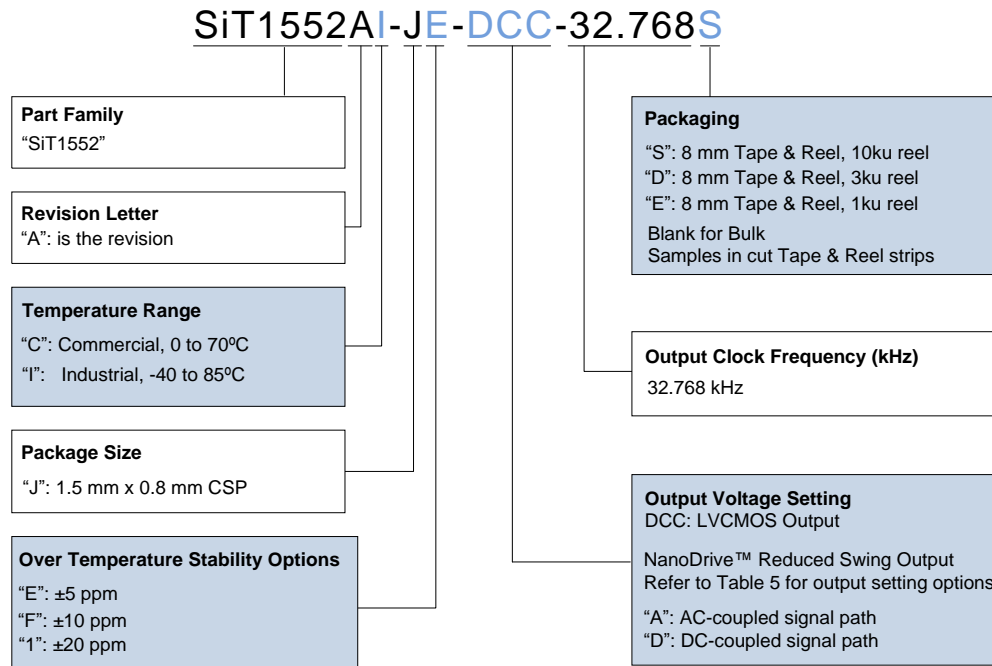 SiT1552AI-JE-DCC-32.768S
Part Family
“SiT1552”
Revision Letter
“A”: is the revision
Temperature Range
“C”: Commercial, 0 to 70ºC
“I”: Industrial, -40 to 85ºC
Package Size
“J”: 1.5 mm x 0.8 mm CSP
Over Temperature Stability Options
“E”: ±5 ppm
“F”: ±10 ppm
“1”: ±20 ppm
Packaging
“S”: 8 mm Tape & Reel, 10ku reel
“D”: 8 mm Tape & Reel, 3ku reel
“E”: 8 mm Tape & Reel, 1ku reel
Blank for Bulk
Samples in cut Tape & Reel strips
Output Clock Frequency (kHz)
32.768 kHz
Output Voltage Setting
DCC: LVCMOS Output
NanoDrive™ Reduced Swing Output
Refer to Table 5 for output setting options
“A”: AC-coupled signal path
“D”: DC-coupled signal path